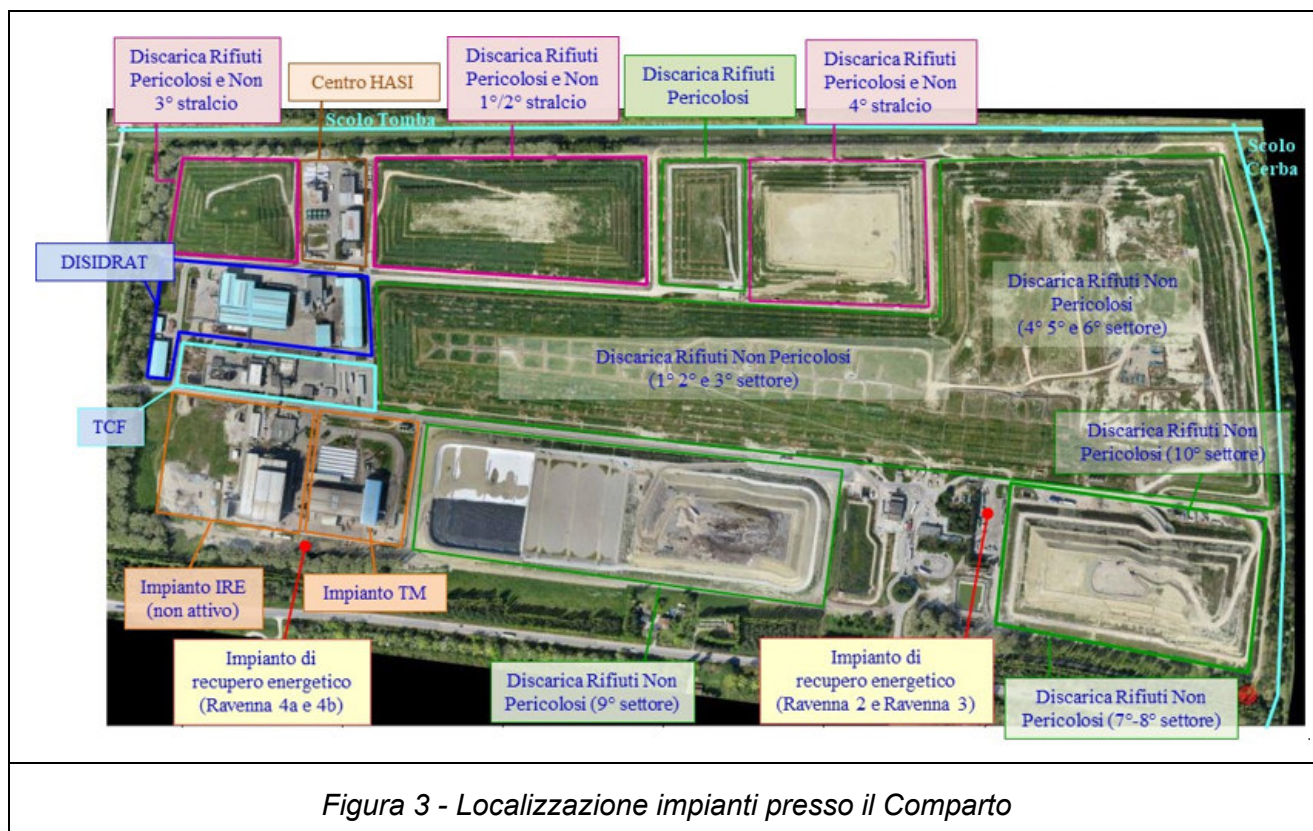 Discarica Rifiuti
Pericolosi e Non
3° stralcio
Centro HASI
Discarica Rifiuti
Pericolosi e Non
1°/2° stralcio
Discarica Rifiuti
Pericolosi
Discarica Rifiuti
Pericolosi e Non
4° stralcio
Scolo Tomba
Scolo
Cerba
DISIDRAT
Discarica Rifiuti Non
Pericolosi
(4° 5° e 6° settore)
Discarica Rifiuti Non Pericolosi
(1° 2° e 3° settore)
TCF
Discarica Rifiuti Non
Pericolosi (10° settore)
Impianto IRE
(non attivo)
Impianto TM
Impianto di
recupero energetico
(Ravenna 4a e 4b)
Discarica Rifiuti Non
Pericolosi (9° settore)
Impianto di
recupero energetico
(Ravenna 2 e Ravenna 3)
Discarica Rifiuti Non
Pericolosi (7°-8° settore)
Figura 3 - Localizzazione impianti presso il Comparto